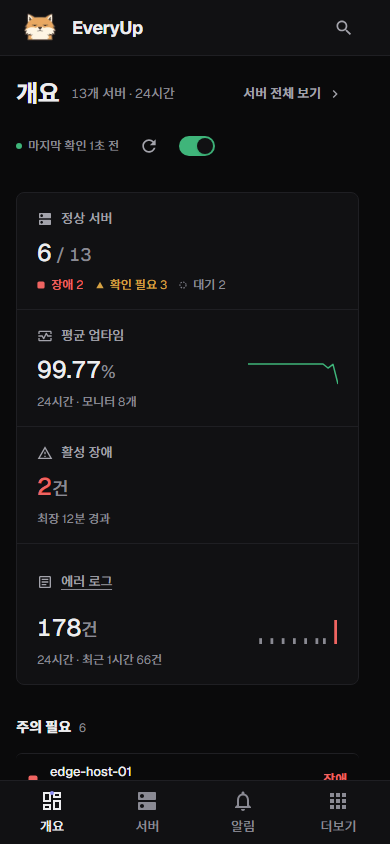 EveryUp
개요 13개 서버 · 24시간 서버 전체 보기
마지막 확인 1초 전
정상 서버
6 / 13
장애 2 확인 필요 3 대기 2
평균 업타임
99.77%
24시간 · 모니터 8개
활성 장애
2건
최장 12분 경과
에러 로그
178건
24시간 · 최근 1시간 66건
주의 필요 6
edge-host-01
장애
개요 서버 알림 더보기